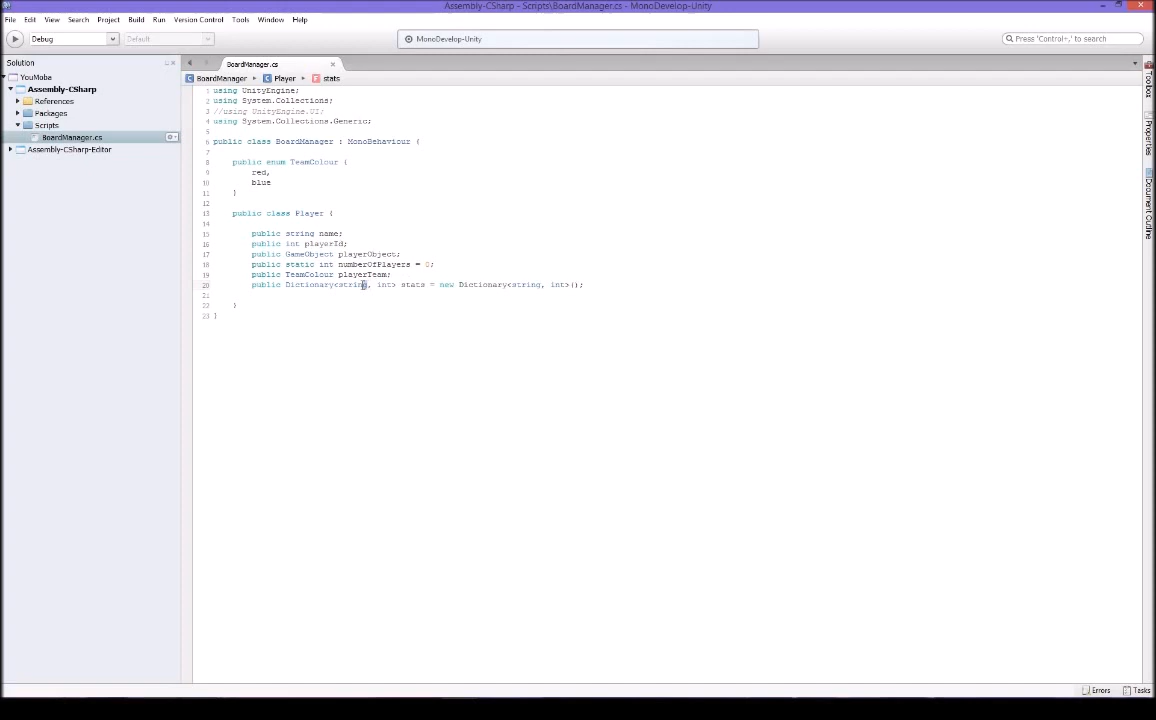 Assembly-CSharp - Scripts\BoardManager.cs - MonoDevelop-Unity
File Edit View Search Project Build Run Version Control Tools Window Help
Debug Default MonoDevelop-Unity Press 'Control+,' to search
Solution
BoardManager.cs
YouMoba
BoardManager Player stats
Assembly-CSharp
References
Packages
Scripts
BoardManager.cs
Assembly-CSharp-Editor
1 using UnityEngine;
2 using System.Collections;
3 //using UnityEngine.UI;
4 using System.Collections.Generic;
5
6 public class BoardManager : MonoBehaviour {
7
8 public enum TeamColour {
9 red,
10 blue
11 }
12
13 public class Player {
14
15 public string name;
16 public int playerId;
17 public GameObject playerObject;
18 public static int numberOfPlayers = 0;
19 public TeamColour playerTeam;
20 public Dictionary<string, int> stats = new Dictionary<string, int>();
21
22 }
23 }
Toolbox
Properties
Document Outline
Errors Tasks